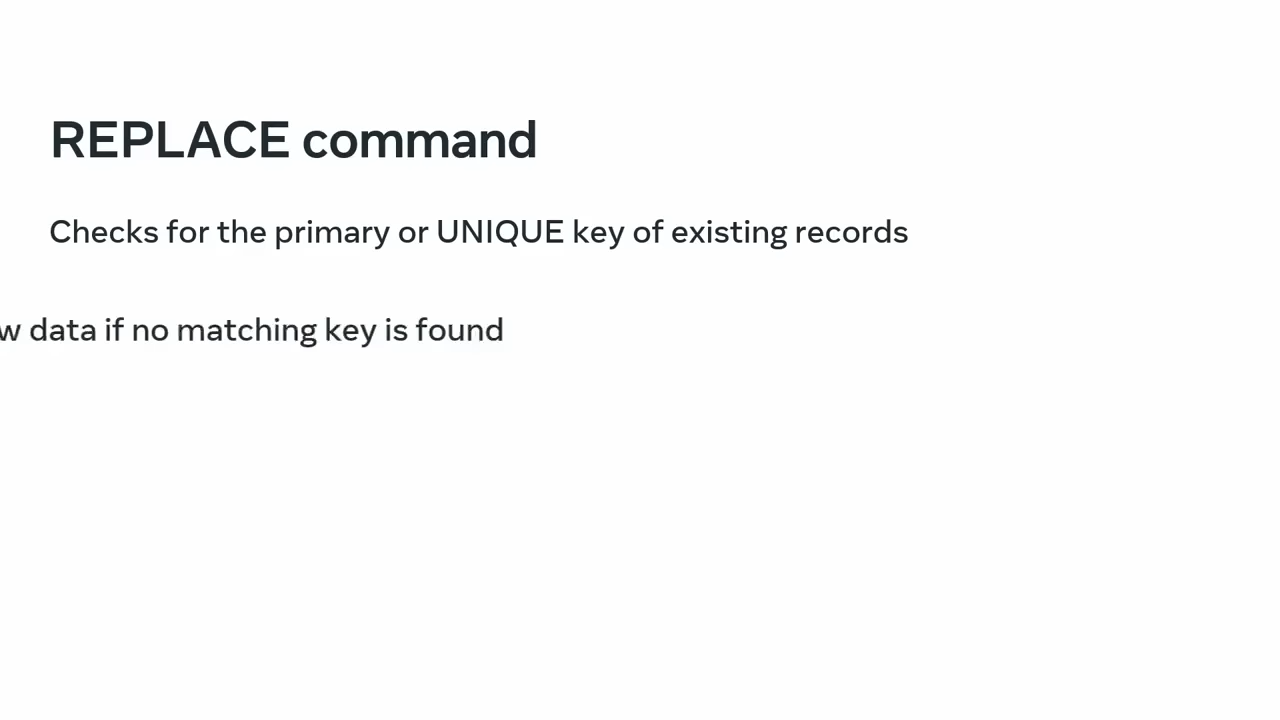 REPLACE command
Checks for the primary or UNIQUE key of existing records
w data if no matching key is found